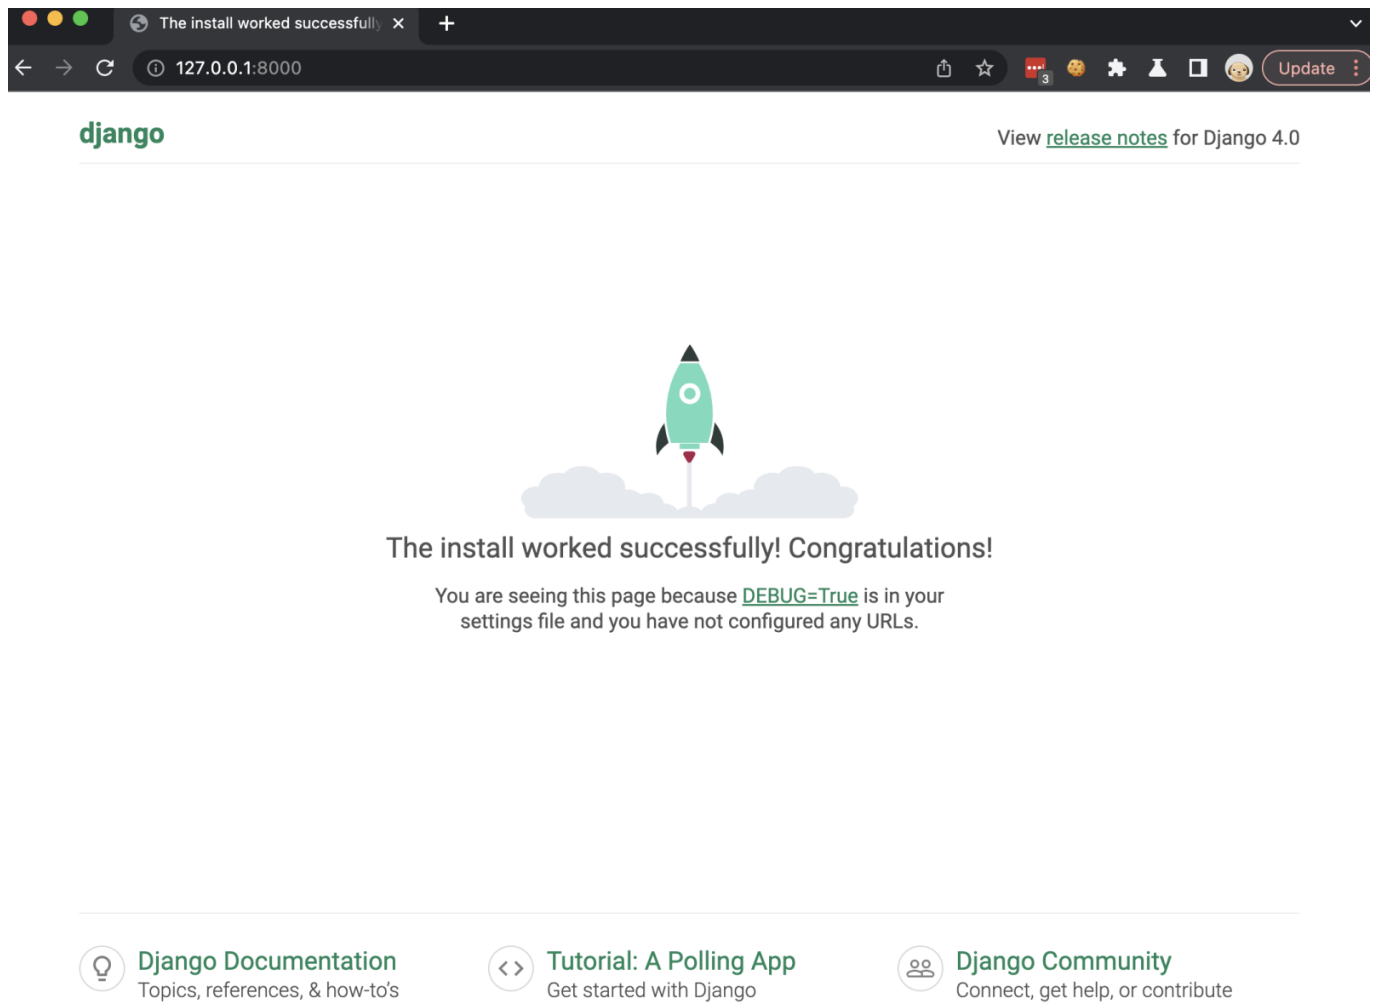 The install worked successfully
127.0.0.1:8000
3
Update
django
View release notes for Django 4.0
The install worked successfully! Congratulations!
You are seeing this page because DEBUG=True is in your
settings file and you have not configured any URLs.
Django Documentation
Topics, references, & how-to's
Tutorial: A Polling App
Get started with Django
Django Community
Connect, get help, or contribute